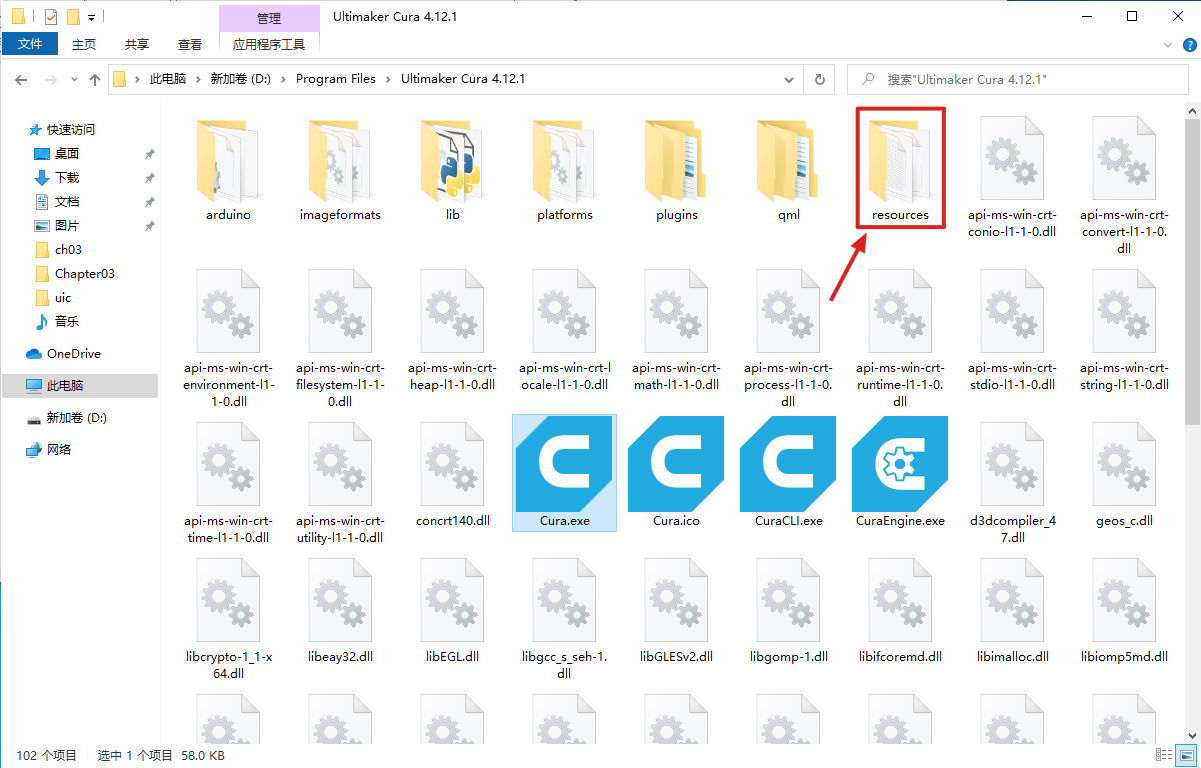 管理
Ultimaker Cura 4.12.1
文件
主页
共享
查看
应用程序工具
此电脑
新加卷 (D:)
Program Files
Ultimaker Cura 4.12.1
搜索"Ultimaker Cura 4.12.1"
快速访问
桌面
下载
文档
图片
ch03
Chapter03
uic
音乐
OneDrive
此电脑
新加卷 (D:)
网络
arduino
imageformats
lib
platforms
plugins
qml
resources
api-ms-win-crt-
conio-l1-1-0.dll
api-ms-win-crt-
convert-l1-1-0.
dll
api-ms-win-crt-
environment-l1-
1-0.dll
api-ms-win-crt-
filesystem-l1-1-
0.dll
api-ms-win-crt-
heap-l1-1-0.dll
api-ms-win-crt-l
ocale-l1-1-0.dll
api-ms-win-crt-
math-l1-1-0.dll
api-ms-win-crt-
process-l1-1-0.
dll
api-ms-win-crt-
runtime-l1-1-0.
dll
api-ms-win-crt-
stdio-l1-1-0.dll
api-ms-win-crt-
string-l1-1-0.dll
api-ms-win-crt-
time-l1-1-0.dll
api-ms-win-crt-
utility-l1-1-0.dll
concrt140.dll
Cura.exe
Cura.ico
CuraCLI.exe
CuraEngine.exe
d3dcompiler_4
7.dll
geos_c.dll
libcrypto-1_1-x
64.dll
libeay32.dll
libEGL.dll
libgcc_s_seh-1.
dll
libGLESv2.dll
libgomp-1.dll
libifcoremd.dll
libimalloc.dll
libiomp5md.dll
102 个项目
选中 1 个项目 58.0 KB